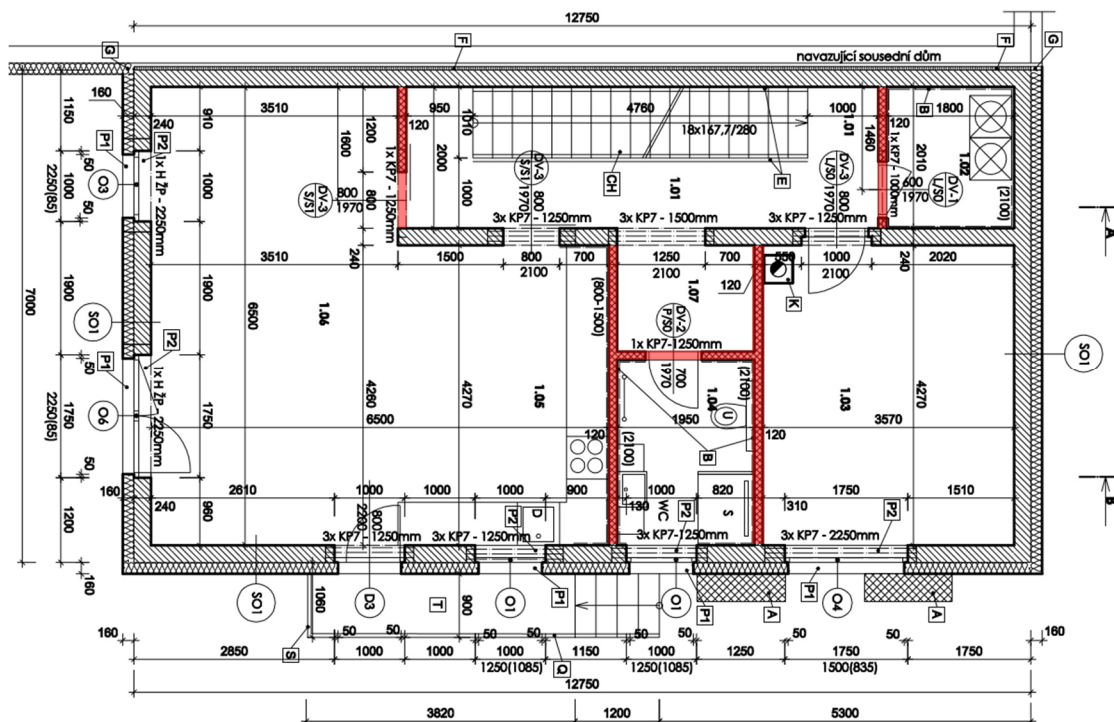 12750
G
F
navazující sousední dům
F
G
160
240
3510
950
4760
1000
1.01
B
1800
120
120
1150
910
1200
1600
1010
2000
18x167,7/280
1460
2010
1.02
1x KP7 - 1000mm
P1
P2
50
1000
2250(85)
O3
1000
50
1x H ŽP - 2250mm
DV-3
S/S1
800
1970
800
1x KP7 - 1250mm
DV-3
S/S1
800
1970
1000
CH
1.01
E
DV-3
L/S0
800
1970
600
1970
DV-1
L/S0
(2100)
A
3x KP7 - 1250mm
3x KP7 - 1500mm
3x KP7 - 1250mm
3510
240
1500
800
2100
700
1250
2100
700
550
1000
2100
240
2020
7000
1900
1900
6500
1.06
(800-1500)
1.07
120
K
SO1
P2
DV-2
P/S0
1x KP7-1250mm
700
1970
SO1
P1
50
1750
2250(85)
O6
1750
50
1x H ŽP - 2250mm
4280
4270
1.05
6500
120
(2100)
1950
1.04
(2100)
U
B
120
1.03
4270
3570
B
160
1200
960
240
2610
1000
1000
1000
900
130
1000
820
310
1750
1510
800
2200
D
P2
WC
P2
S
P2
3x KP7 - 1250mm
3x KP7 - 1250mm
3x KP7-1250mm
3x KP7 - 2250mm
160
SO1
1060
D3
T
900
O1
P1
O1
P1
A
P1
O4
A
160
S
50
50
50
50
50
50
50
50
160
2850
1000
1000
1000
1250(1085)
Q
1150
1000
1250(1085)
1250
1750
1500(835)
1750
12750
3820
1200
5300